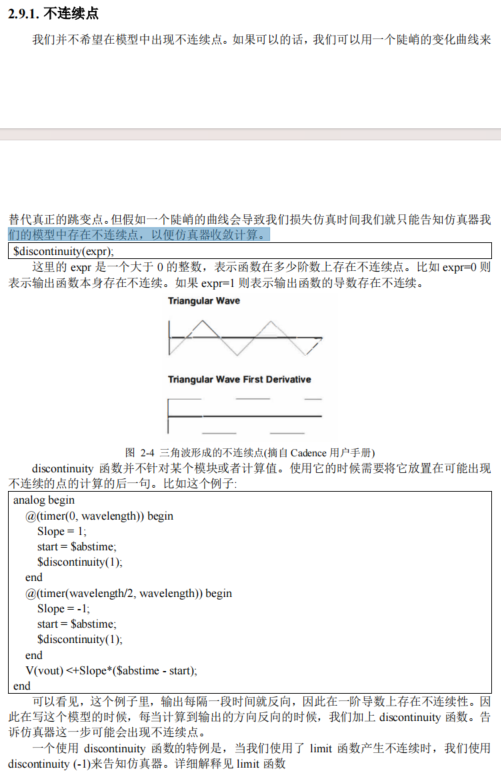 2.9.1. 不连续点
我们并不希望在模型中出现不连续点。如果可以的话，我们可以用一个陡峭的变化曲线来
替代真正的跳变点。但假如一个陡峭的曲线会导致我们损失仿真时间我们就只能告知仿真器我
们的模型中存在不连续点，以便仿真器收敛计算。
$discontinuity(expr);
这里的 expr 是一个大于 0 的整数，表示函数在多少阶数上存在不连续点。比如 expr=0 则
表示输出函数本身存在不连续。如果 expr=1 则表示输出函数的导数存在不连续。
Triangular Wave
Triangular Wave First Derivative
图 2-4 三角波形成的不连续点(摘自 Cadence 用户手册)
discontinuity 函数并不针对某个模块或者计算值。使用它的时候需要将它放置在可能出现
不连续的点的计算的后一句。比如这个例子:
analog begin
@(timer(0, wavelength)) begin
Slope = 1;
start = $abstime;
$discontinuity(1);
end
@(timer(wavelength/2, wavelength)) begin
Slope = -1;
start = $abstime;
$discontinuity(1);
end
V(vout) <+Slope*($abstime - start);
end
可以看见，这个例子里，输出每隔一段时间就反向，因此在一阶导数上存在不连续性。因
此在写这个模型的时候，每当计算到输出的方向反向的时候，我们加上 discontinuity 函数。告
诉仿真器这一步可能会出现不连续点。
一个使用 discontinuity 函数的特例是，当我们使用了 limit 函数产生不连续时，我们使用
discontinuity (-1)来告知仿真器。详细解释见 limit 函数